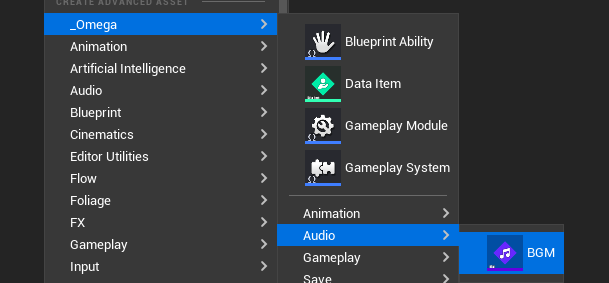 CREATE ADVANCED ASSET
_Omega
Animation
Artificial Intelligence
Audio
Blueprint
Cinematics
Editor Utilities
Flow
Foliage
FX
Gameplay
Input
Blueprint Ability
Data Item
Gameplay Module
Gameplay System
Animation
Audio
Gameplay
Save
BGM